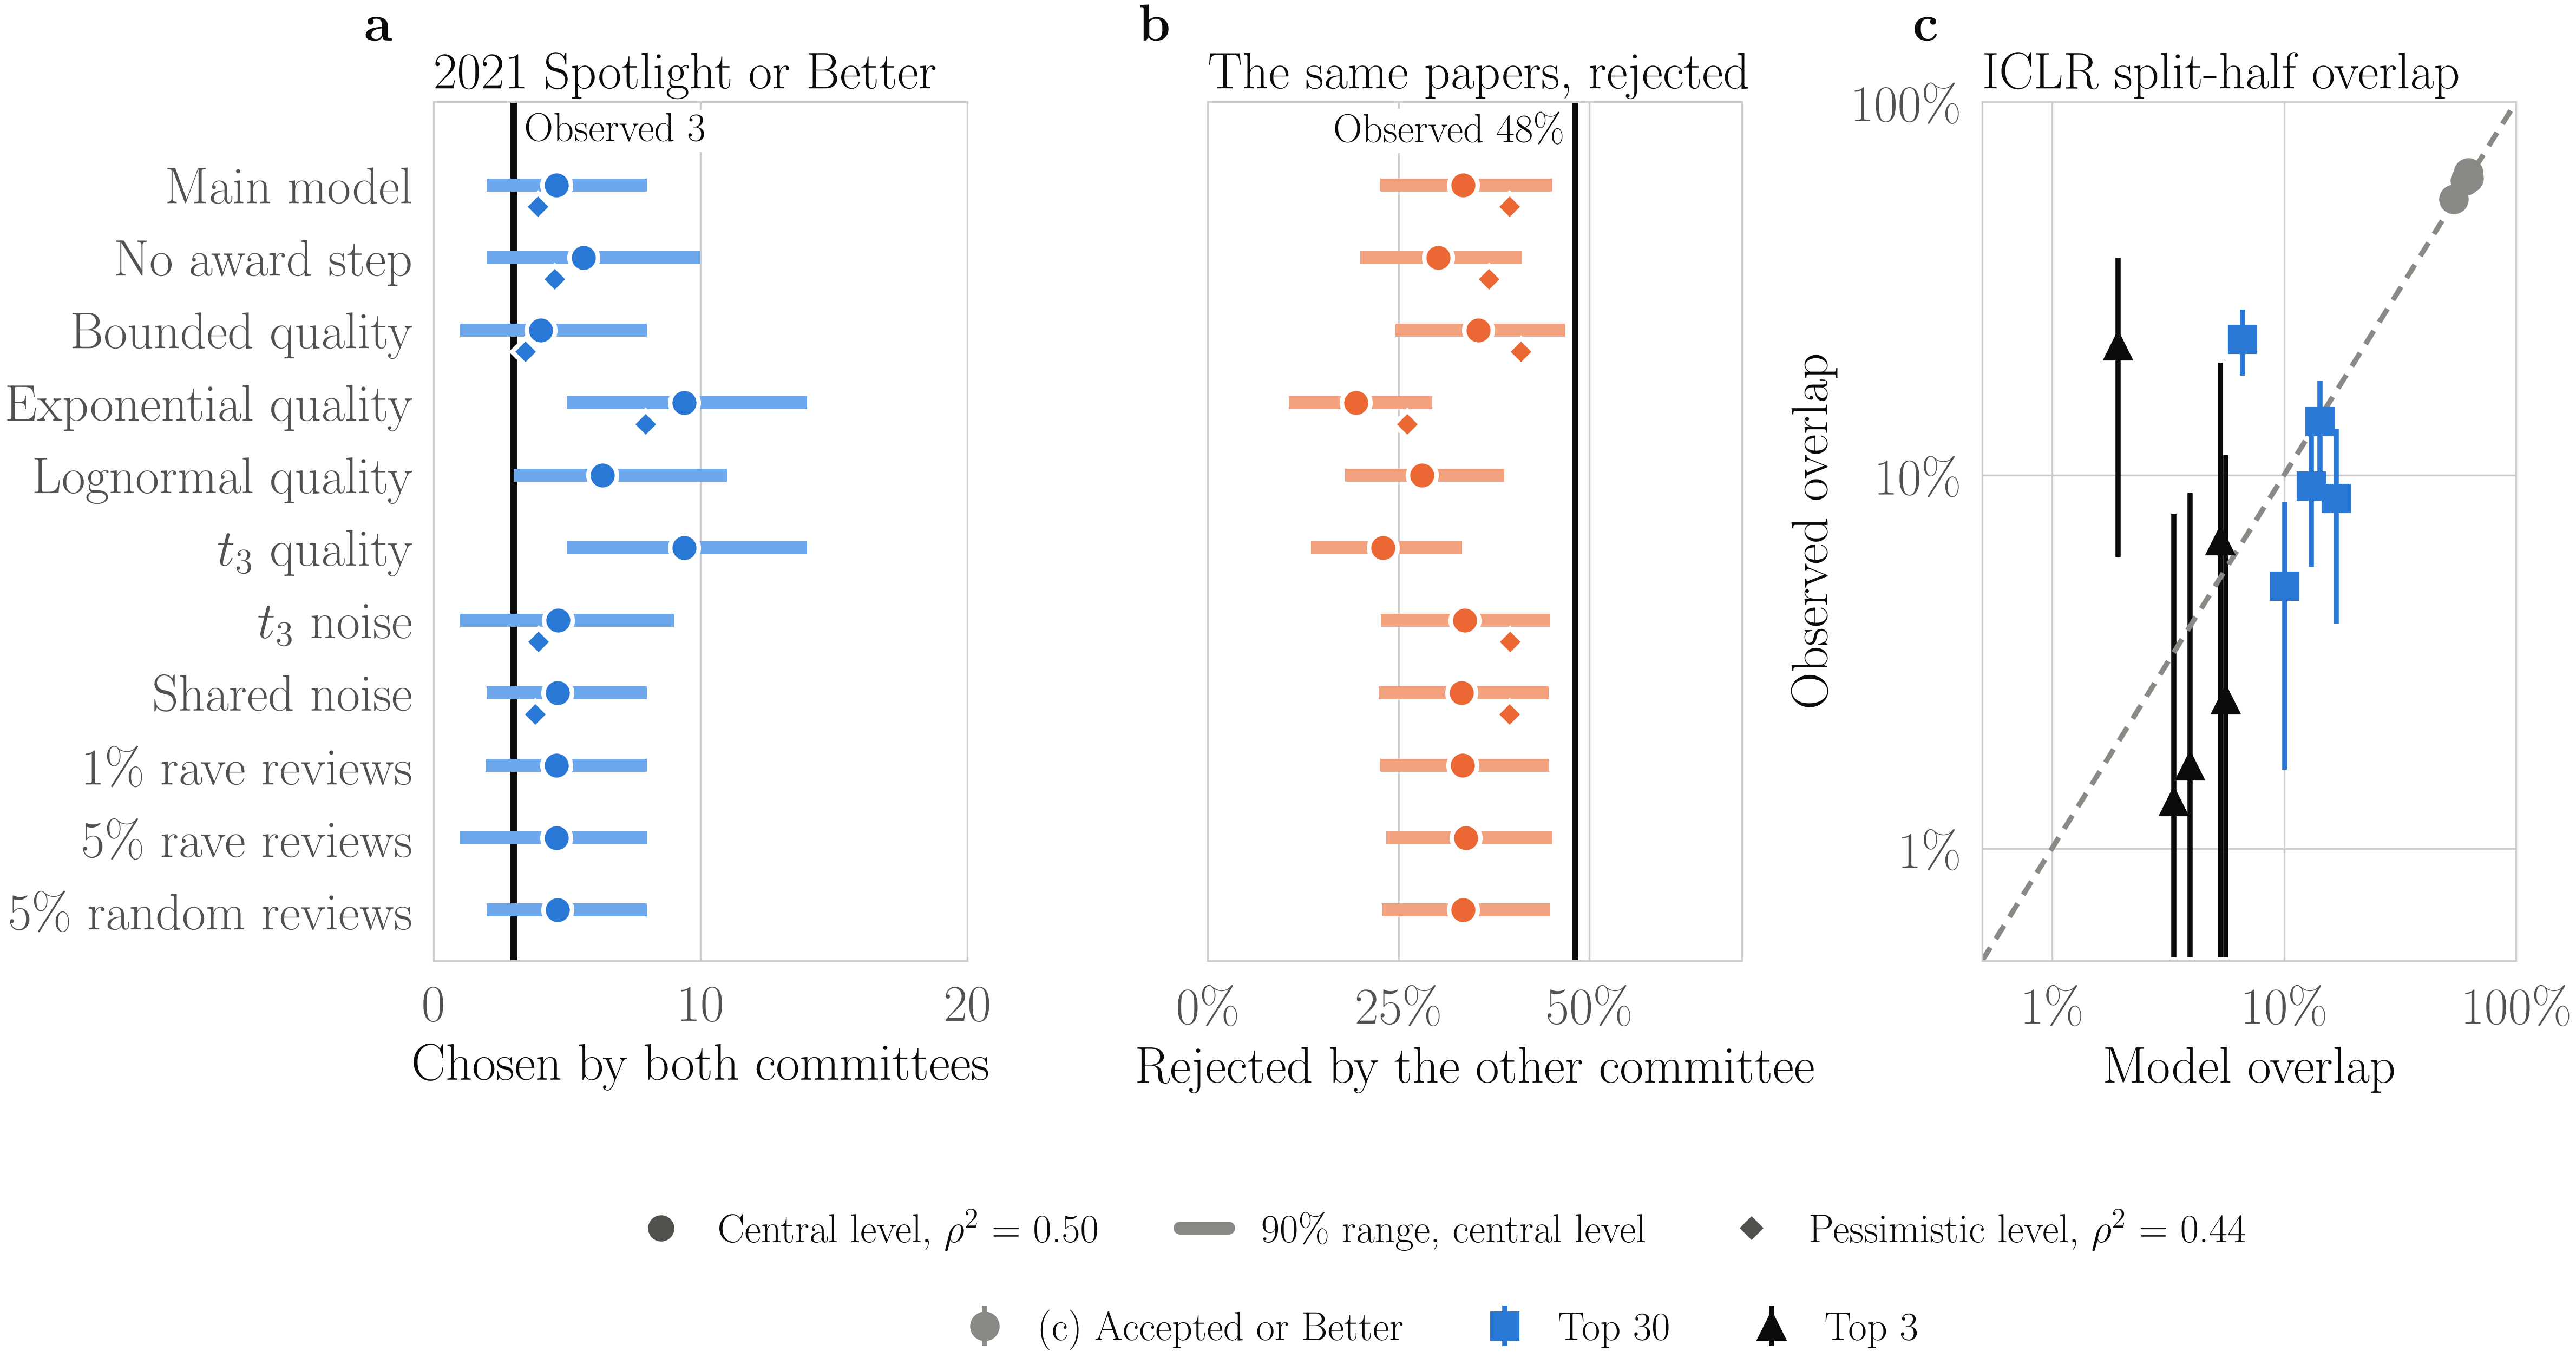 a
2021 Spotlight or Better
Observed 3
Main model
No award step
Bounded quality
Exponential quality
Lognormal quality
t₃ quality
t₃ noise
Shared noise
1% rave reviews
5% rave reviews
5% random reviews
0 10 20
Chosen by both committees
b
The same papers, rejected
Observed 48%
0% 25% 50%
Rejected by the other committee
c
ICLR split-half overlap
100%
10%
1%
Observed overlap
1% 10% 100%
Model overlap
Central level, ρ² = 0.50 90% range, central level Pessimistic level, ρ² = 0.44
(c) Accepted or Better Top 30 Top 3